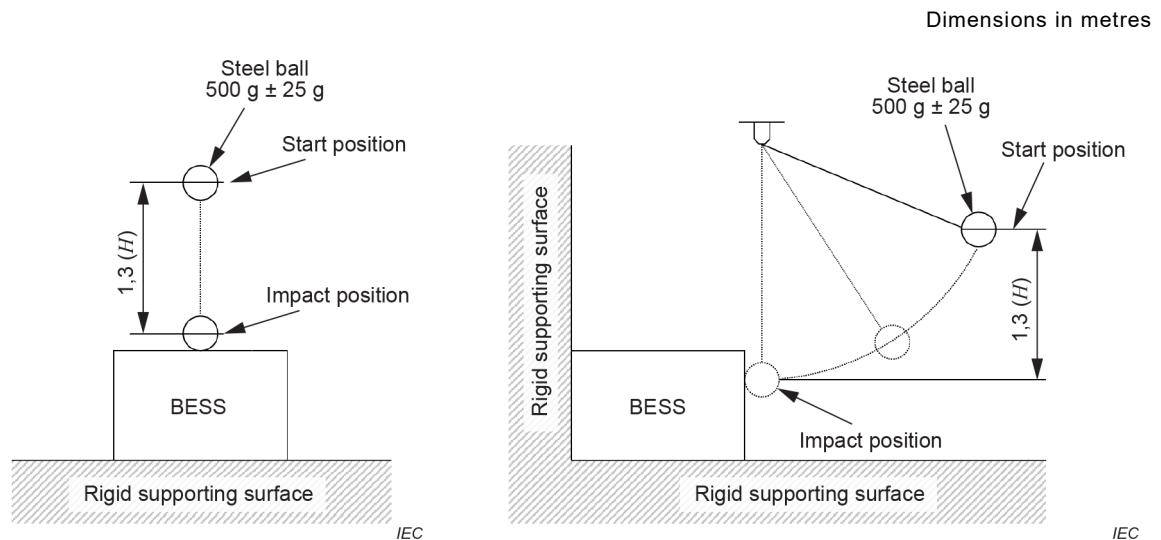 Dimensions in metres
Steel ball
500 g ± 25 g
Start position
1,3 (H)
Impact position
BESS
Rigid supporting surface
IEC
Steel ball
500 g ± 25 g
Start position
Rigid supporting surface
1,3 (H)
BESS
Impact position
Rigid supporting surface
IEC